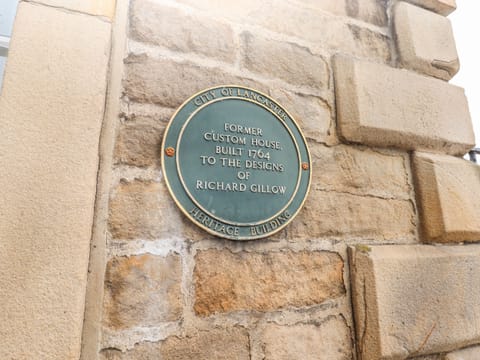 CITY OF LANCASTER
FORMER
CUSTOM HOUSE,
BUILT 1764
TO THE DESIGNS
OF
RICHARD GILLOW
HERITAGE BUILDING